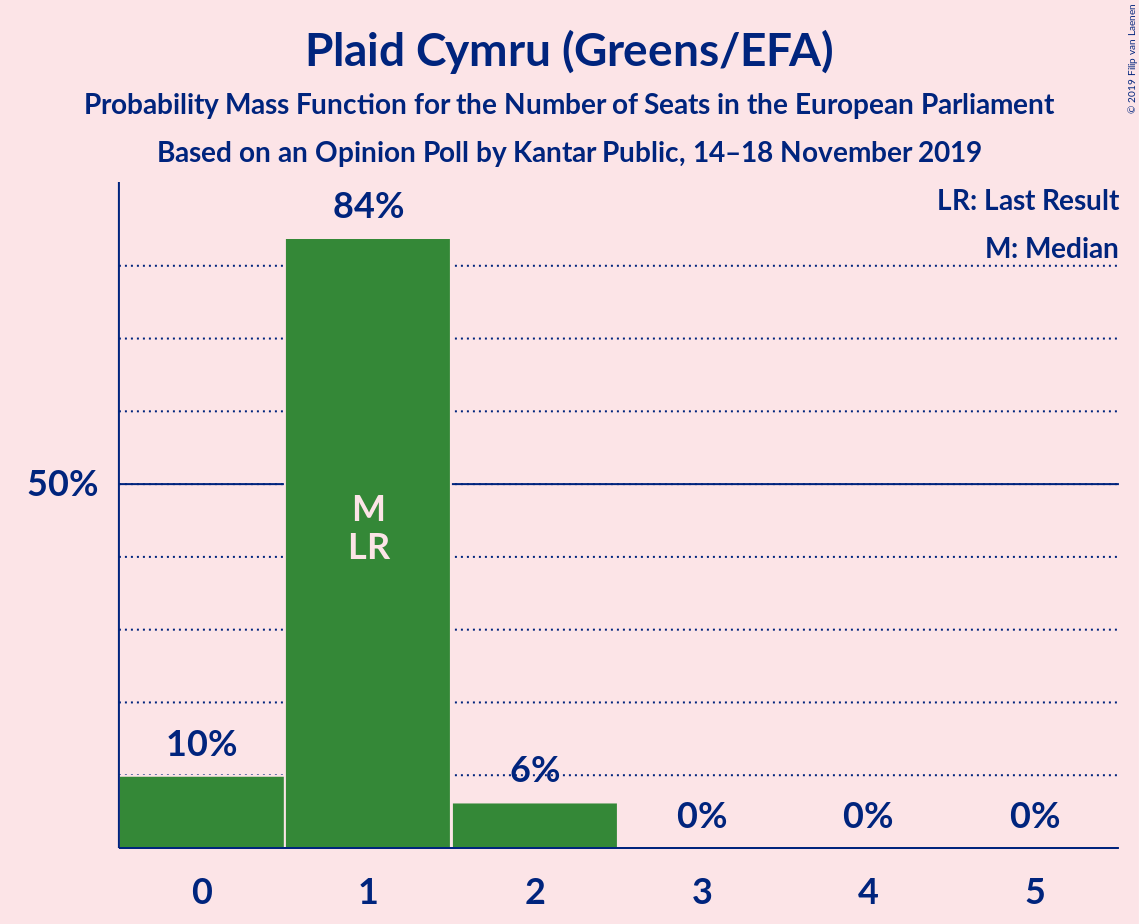 Plaid Cymru (Greens/EFA)
Probability Mass Function for the Number of Seats in the European Parliament
Based on an Opinion Poll by Kantar Public, 14–18 November 2019
© 2019 Filip van Laenen
LR: Last Result
M: Median
84%
50%
M
LR
10%
6%
0%
0%
0%
0
1
2
3
4
5